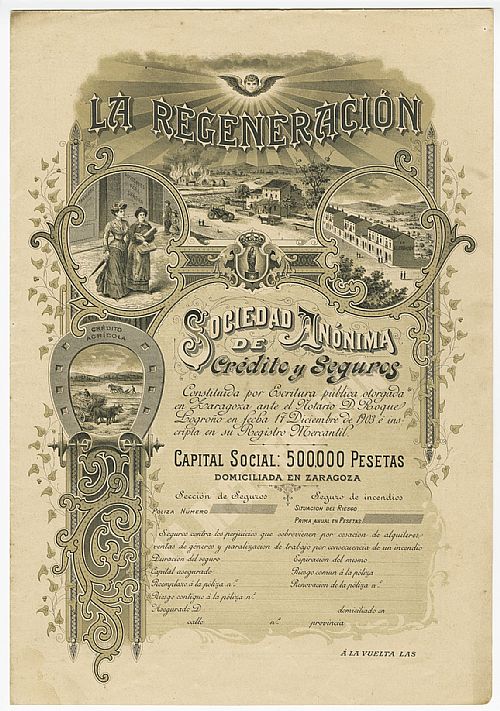 LA REGENERACIÓN
CRÉDITO
AGRÍCOLA
SOCIEDAD ANÓNIMA
DE
Crédito y Seguros
Constituida por Escritura pública otorgada
en Zaragoza ante el Notario D. Roque
Logroño en fecha 17 Diciembre de 1903 é ins-
cripta en su Registro Mercantil.
CAPITAL SOCIAL: 500.000 PESETAS
DOMICILIADA EN ZARAGOZA
Sección de Seguros Seguro de incendios
POLIZA NUMERO SITUACION DEL RIESGO
PRIMA ANUAL EN PESETAS
Seguros contra los perjuicios que sobrevienen por cesación de alquileres,
ventas de géneros y paralización de trabajo por consecuencia de un incendio
Duración del seguro Expiración del mismo
Capital asegurado Riesgo comun á la póliza
Reemplazo á la póliza n.º Renovación de la póliza n.º
Riesgo contiguo á la póliza n.º
Asegurado D. domiciliado en
calle n.º provincia
Á LA VUELTA LAS